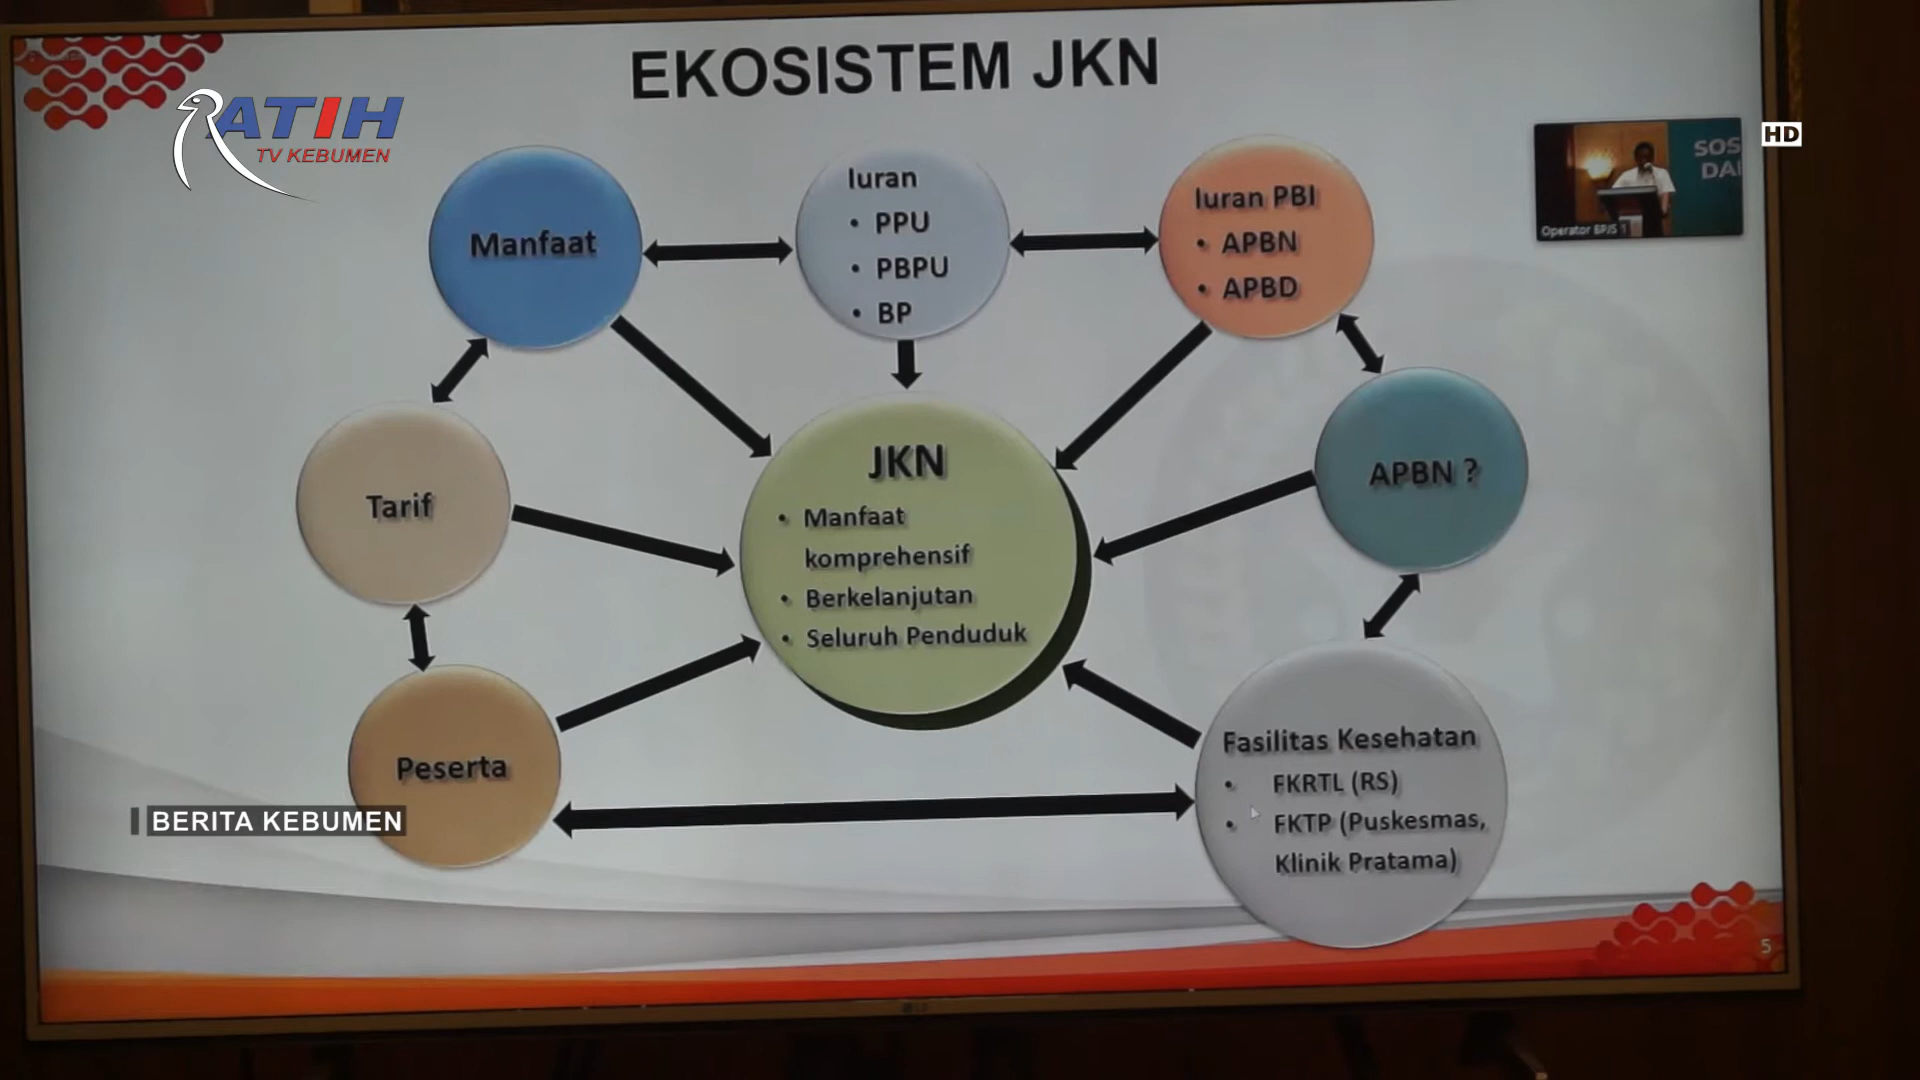 EKOSISTEM JKN
RATIH
TV KEBUMEN
HD
SOS
DAI
Operator BPJS 1
Manfaat
Iuran
• PPU
• PBPU
• BP
Iuran PBI
• APBN
• APBD
Tarif
JKN
• Manfaat
komprehensif
• Berkelanjutan
• Seluruh Penduduk
APBN ?
Peserta
Fasilitas Kesehatan
• FKRTL (RS)
• FKTP (Puskesmas,
Klinik Pratama)
BERITA KEBUMEN
5